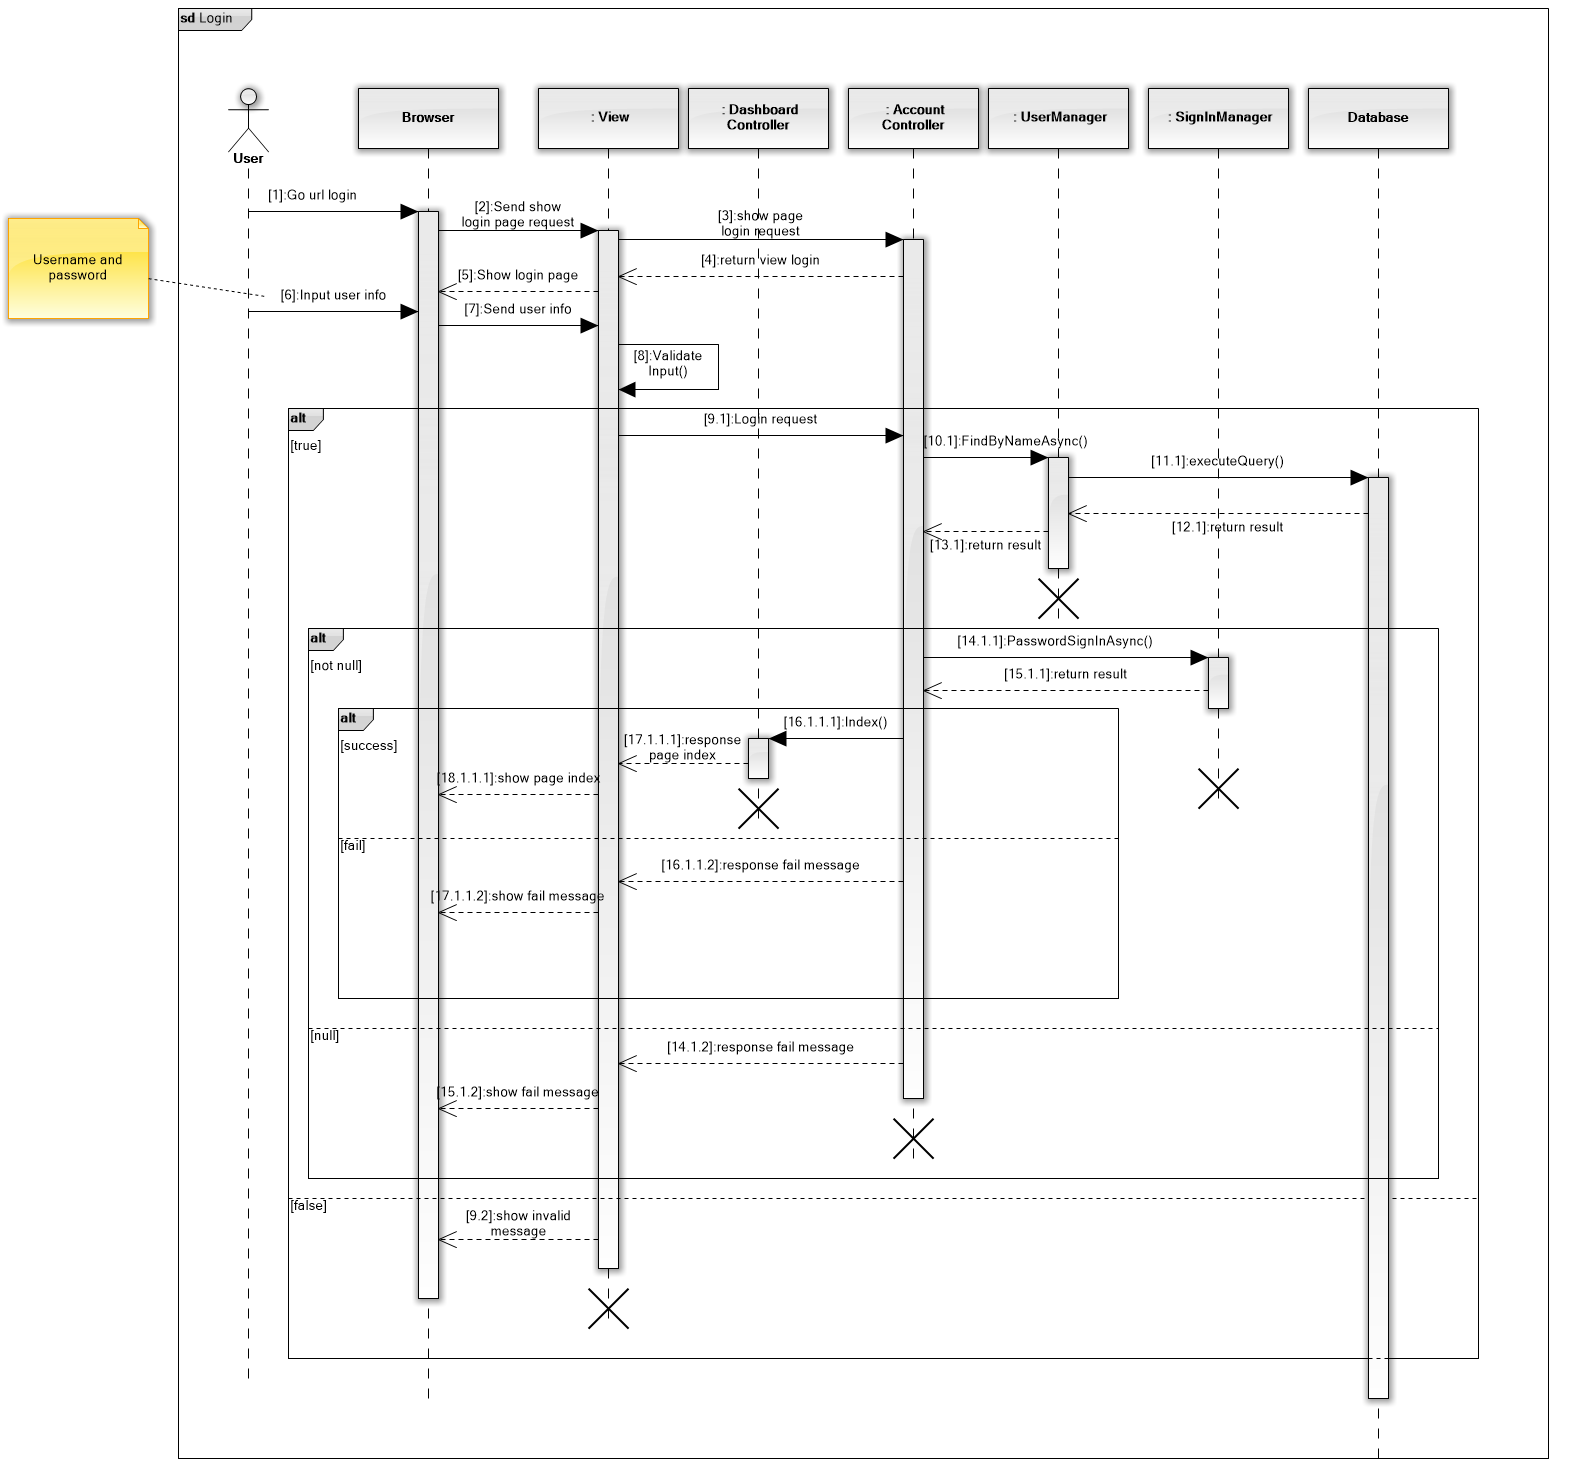 sd Login
User
Browser
: View
: Dashboard
Controller
: Account
Controller
: UserManager
: SignInManager
Database
[1]:Go url login
[2]:Send show
login page request
[3]:show page
login request
Username and
password
[4]:return view login
[5]:Show login page
[6]:Input user info
[7]:Send user info
[8]:Validate
Input()
alt
[true]
[9.1]:Login request
[10.1]:FindByNameAsync()
[11.1]:executeQuery()
[12.1]:return result
[13.1]:return result
alt
[not null]
[14.1.1]:PasswordSignInAsync()
[15.1.1]:return result
alt
[success]
[16.1.1.1]:Index()
[17.1.1.1]:response
page index
[18.1.1.1]:show page index
[fail]
[16.1.1.2]:response fail message
[17.1.1.2]:show fail message
[null]
[14.1.2]:response fail message
[15.1.2]:show fail message
[false]
[9.2]:show invalid
message